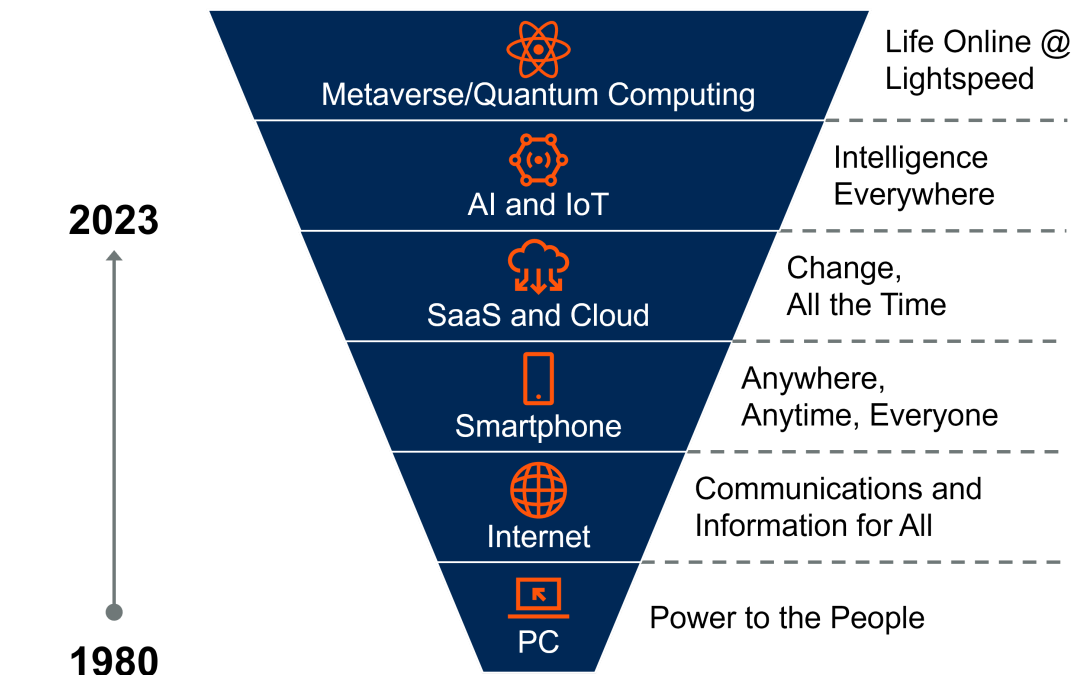 Metaverse/Quantum Computing
Life Online @
Lightspeed
AI and IoT
Intelligence
Everywhere
2023
SaaS and Cloud
Change,
All the Time
Smartphone
Anywhere,
Anytime, Everyone
Internet
Communications and
Information for All
PC
Power to the People
1980